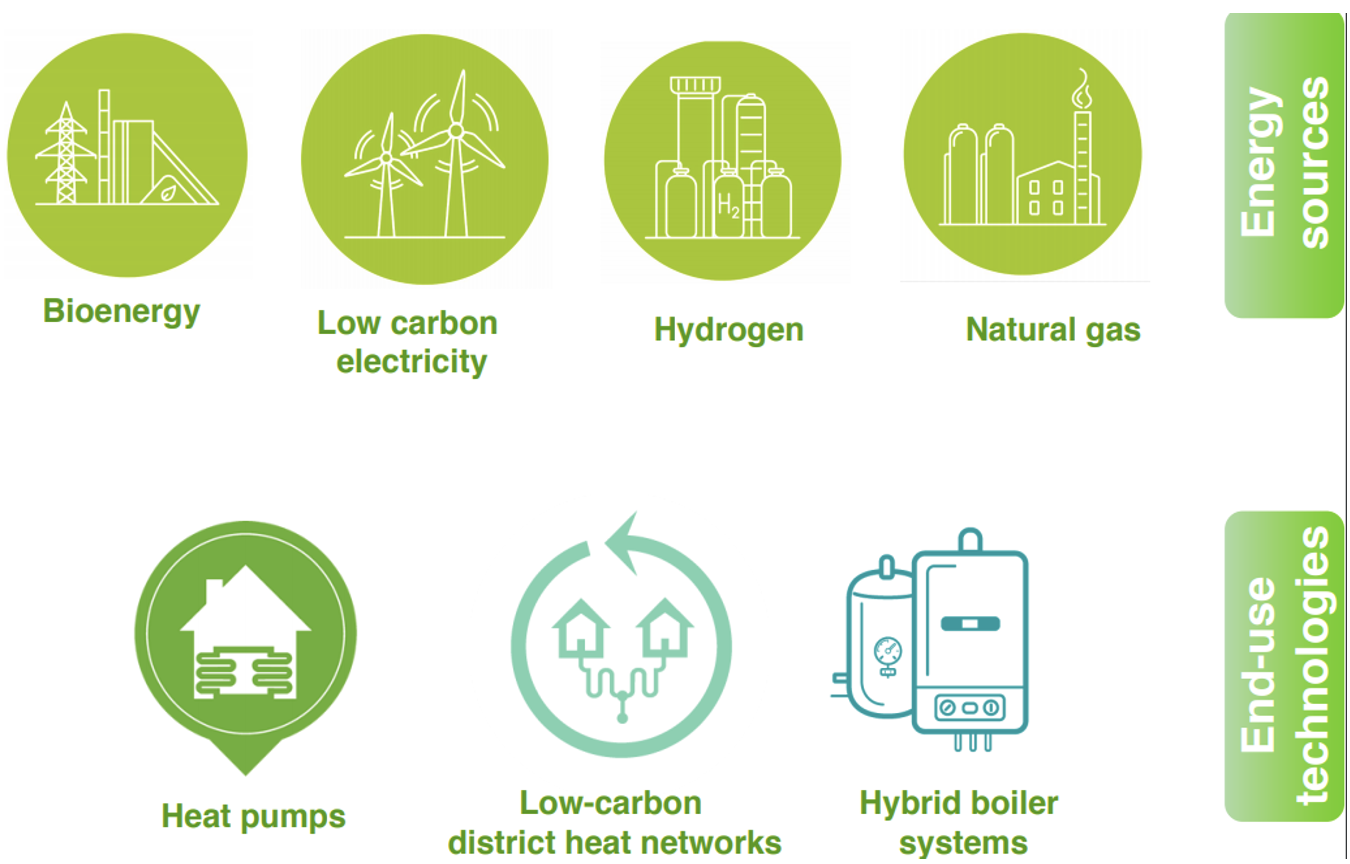 Energy
sources
Bioenergy
Low carbon
electricity
H2
Hydrogen
Natural gas
End-use
technologies
Heat pumps
Low-carbon
district heat networks
Hybrid boiler
systems